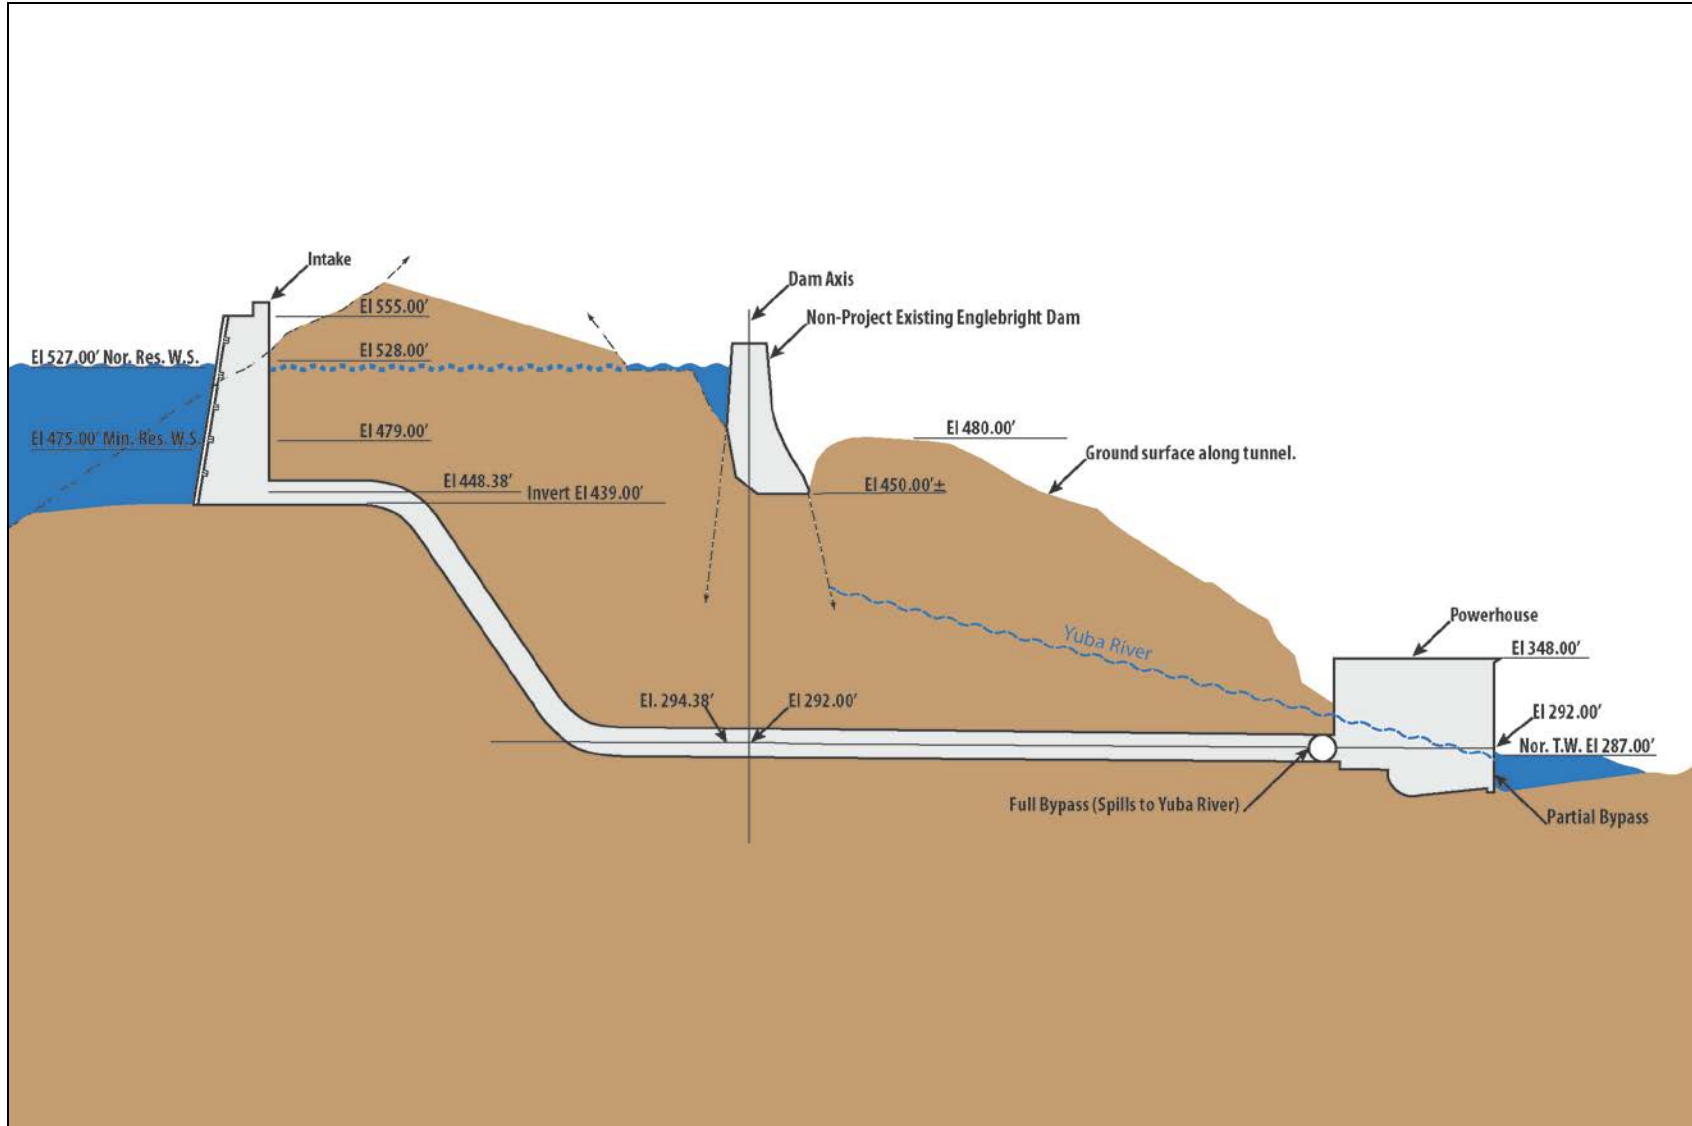 Intake
El 555.00′
Dam Axis
Non-Project Existing Englebright Dam
El 527.00′ Nor. Res. W.S.
El 528.00′
El 475.00′ Min. Res. W.S.
El 479.00′
El 480.00′
Ground surface along tunnel.
El 448.38′
Invert El 439.00′
El 450.00′±
Yuba River
Powerhouse
El 348.00′
El. 294.38′
El 292.00′
El 292.00′
Nor. T.W. El 287.00′
Full Bypass (Spills to Yuba River)
Partial Bypass